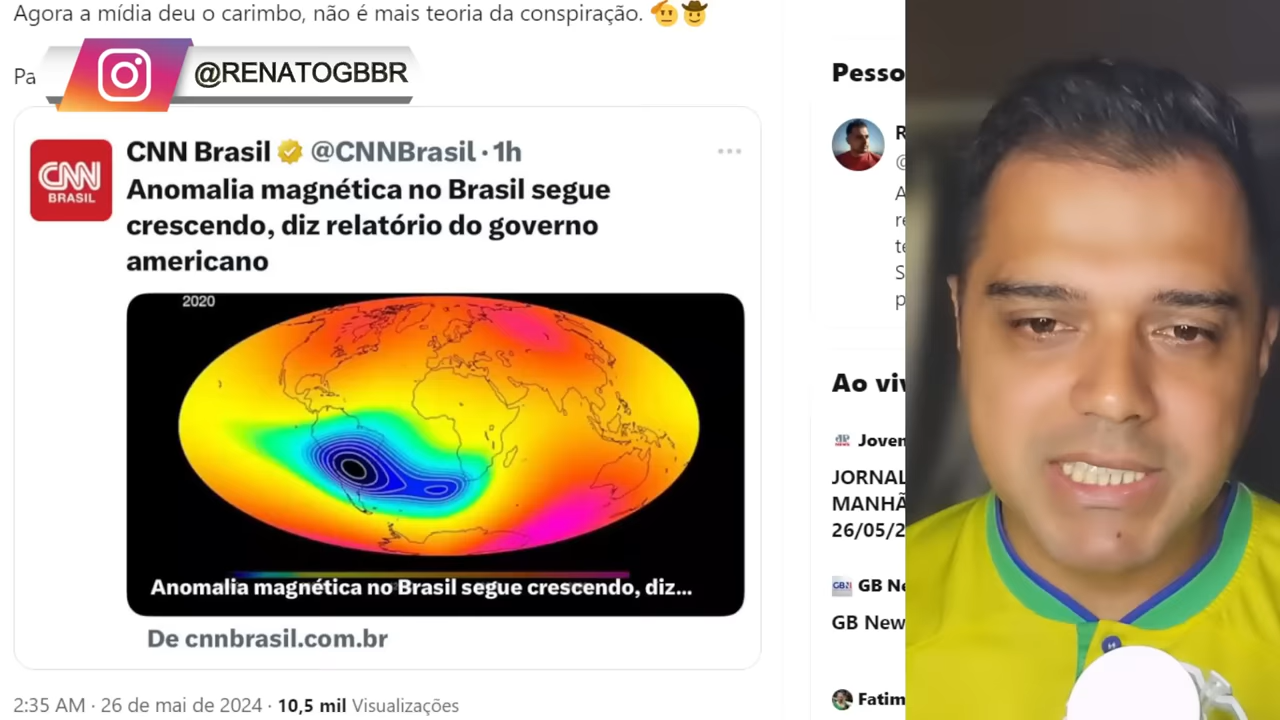 Agora a mídia deu o carimbo, não é mais teoria da conspiração.
Pa
@RENATOGBBR
CNN BRASIL
CNN Brasil @CNNBrasil · 1h
Anomalia magnética no Brasil segue
crescendo, diz relatório do governo
americano
2020
Anomalia magnética no Brasil segue crescendo, diz...
De cnnbrasil.com.br
2:35 AM · 26 de mai de 2024 · 10,5 mil Visualizações
Pesso
R
@
A
re
te
S
p
Ao viv
Joven
JORNAL
MANHÃ
26/05/2
GB Ne
GB New
Fatim